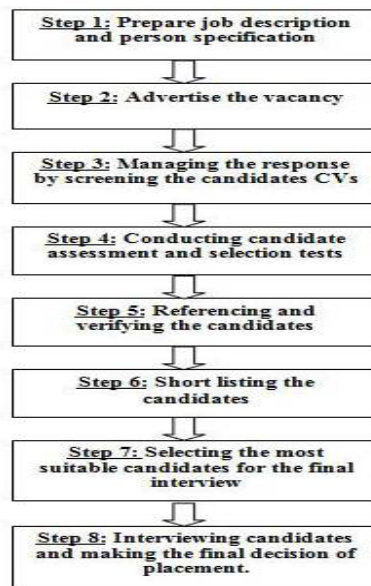 Step 1: Prepare job description
and person specification
Step 2: Advertise the vacancy
Step 3: Managing the response
by screening the candidates CVs
Step 4: Conducting candidate
assessment and selection tests
Step 5: Referencing and
verifying the candidates
Step 6: Short listing the
candidates
Step 7: Selecting the most
suitable candidates for the final
interview
Step 8: Interviewing candidates
and making the final decision of
placement.